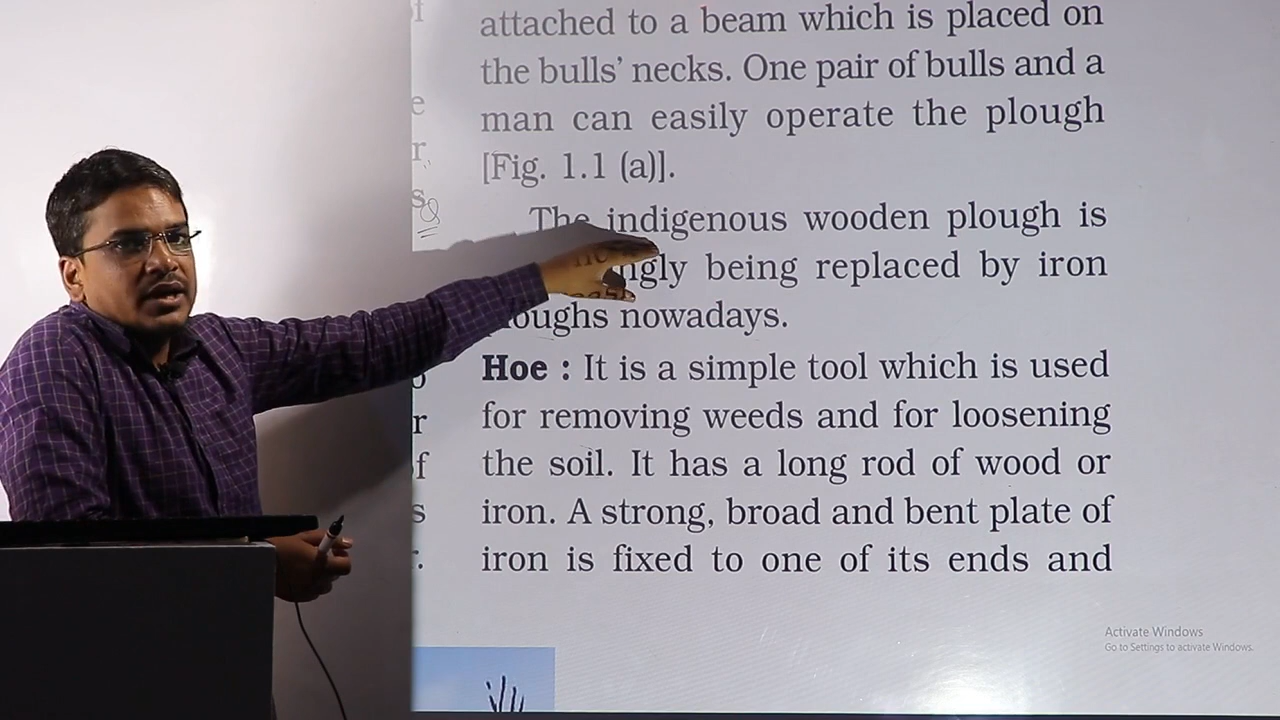 attached to a beam which is placed on
the bulls' necks. One pair of bulls and a
man can easily operate the plough
[Fig. 1.1 (a)].
The indigenous wooden plough is
being replaced by iron
ploughs nowadays.
Hoe : It is a simple tool which is used
for removing weeds and for loosening
the soil. It has a long rod of wood or
iron. A strong, broad and bent plate of
iron is fixed to one of its ends and
Activate Windows
Go to Settings to activate Windows.